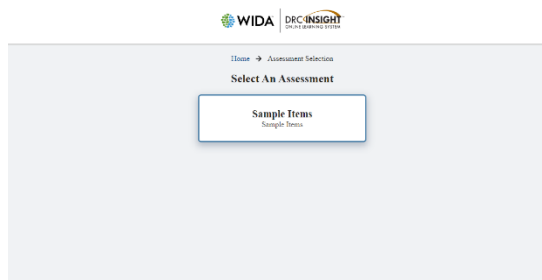 WIDA DRC INSIGHT
ONLINE LEARNING SYSTEM
Home → Assessment Selection
Select An Assessment
Sample Items
Sample Items